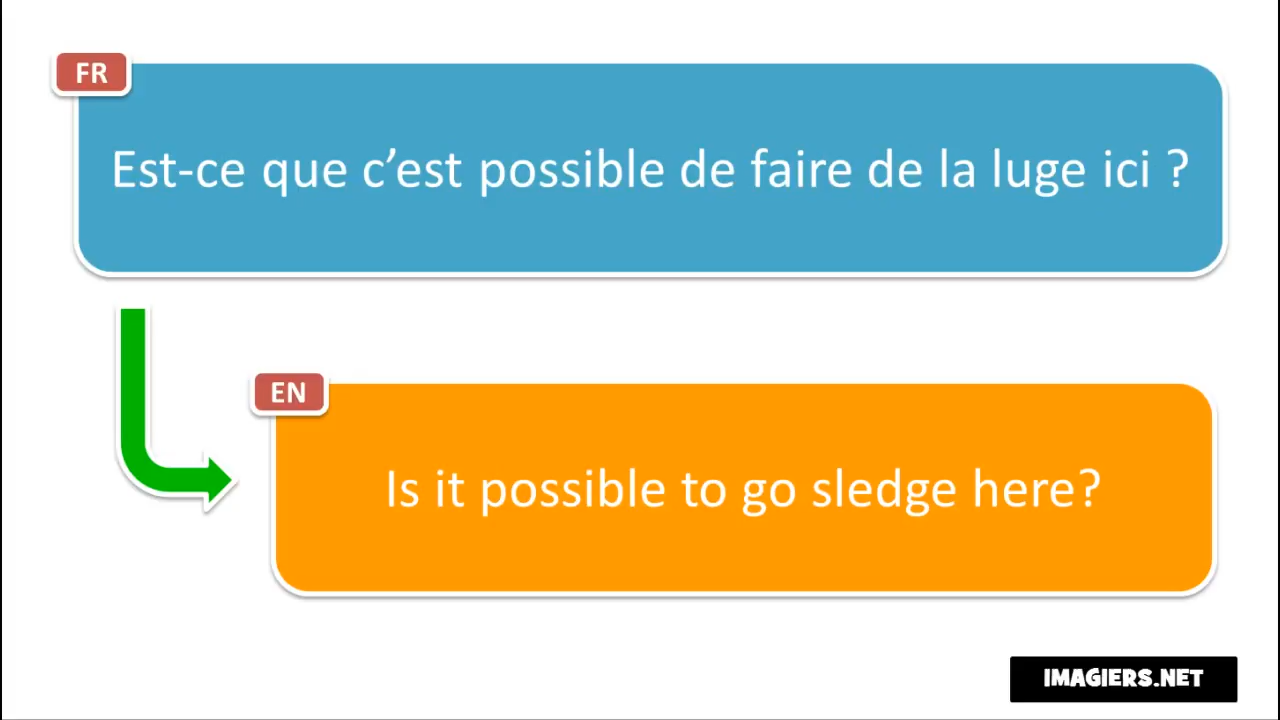 FR
Est-ce que c’est possible de faire de la luge ici ?
EN
Is it possible to go sledge here?
IMAGIERS.NET